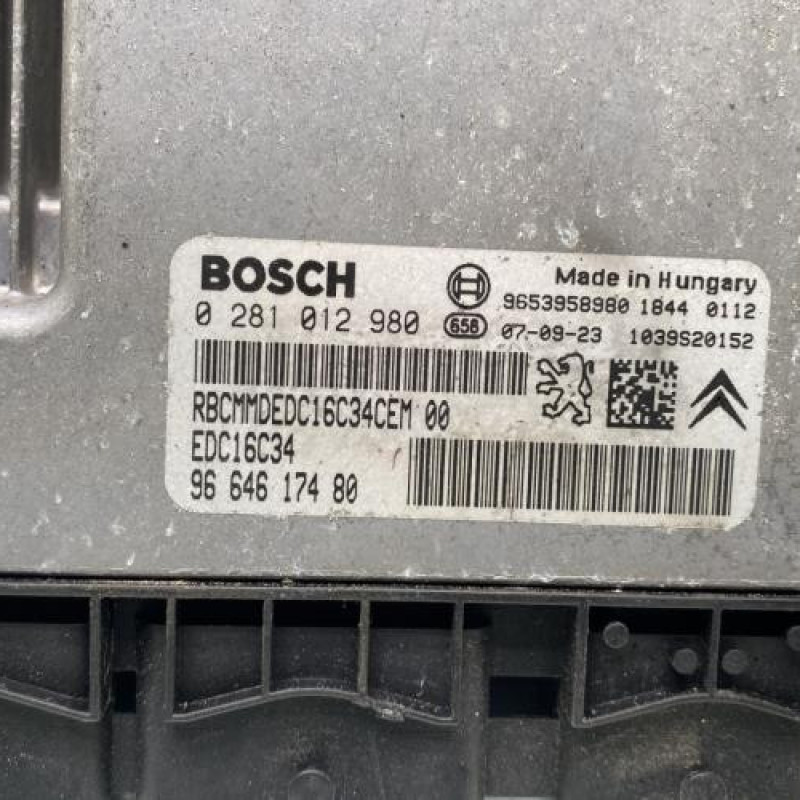 BOSCH
Made in Hungary
9653958980 1844 0112
0 281 012 980
656 07-09-23 1039S20152
RBCMMDEDC16C34CEM 00
EDC16C34
96 646 174 80